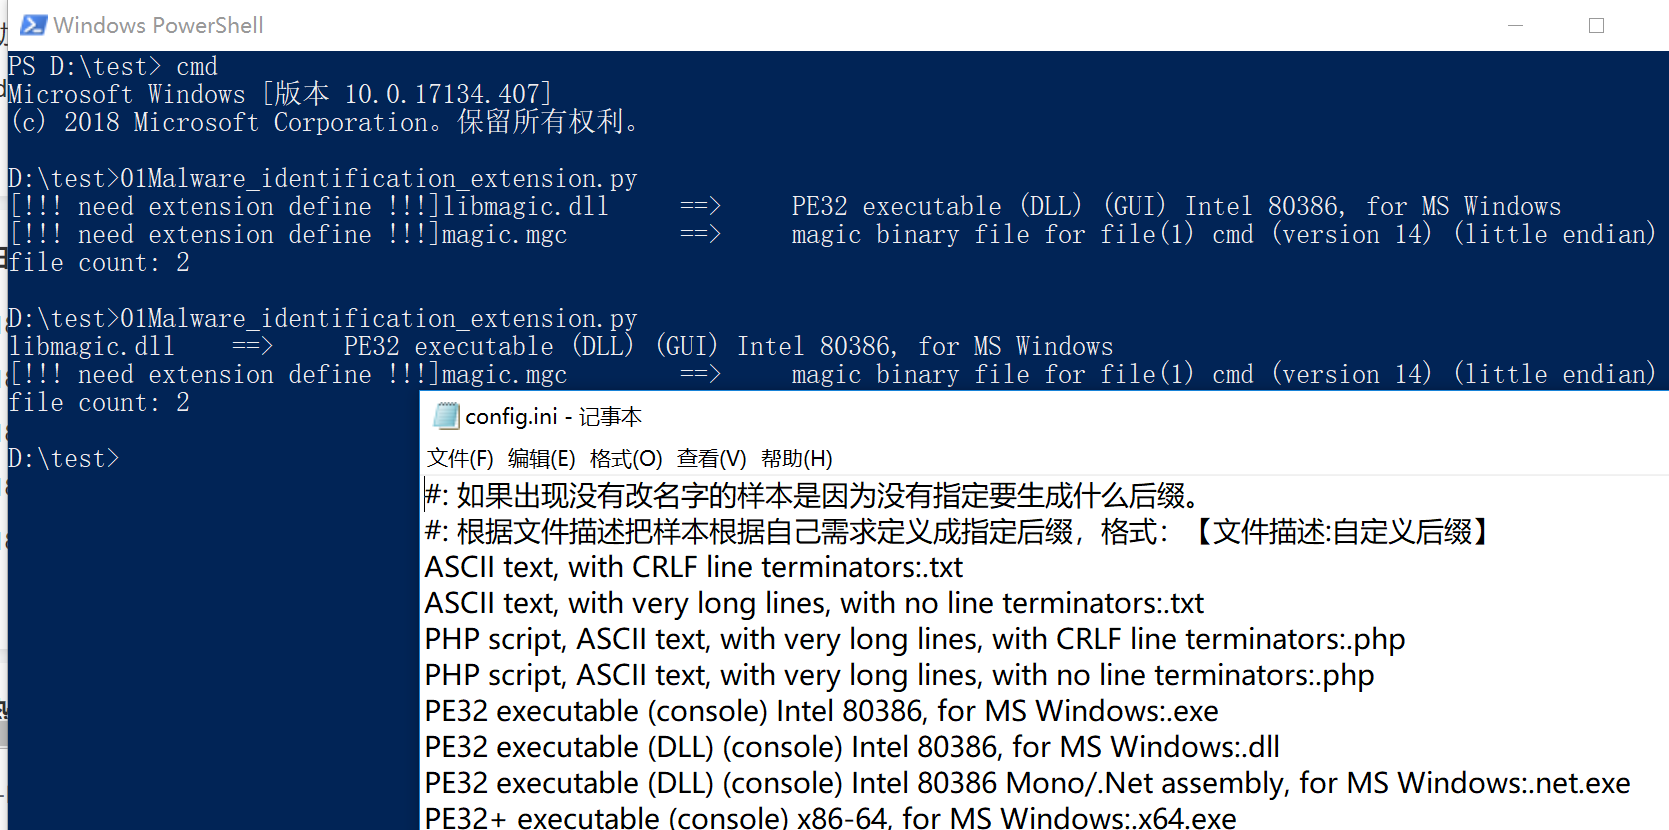 Windows PowerShell
PS D:\test> cmd
Microsoft Windows [版本 10.0.17134.407]
(c) 2018 Microsoft Corporation。保留所有权利。
D:\test>01Malware_identification_extension.py
[!!! need extension define !!!]libmagic.dll ==> PE32 executable (DLL) (GUI) Intel 80386, for MS Windows
[!!! need extension define !!!]magic.mgc ==> magic binary file for file(1) cmd (version 14) (little endian)
file count: 2
D:\test>01Malware_identification_extension.py
libmagic.dll ==> PE32 executable (DLL) (GUI) Intel 80386, for MS Windows
[!!! need extension define !!!]magic.mgc ==> magic binary file for file(1) cmd (version 14) (little endian)
file count: 2
D:\test>
config.ini - 记事本
文件(F) 编辑(E) 格式(O) 查看(V) 帮助(H)
#: 如果出现没有改名字的样本是因为没有指定要生成什么后缀。
#: 根据文件描述把样本根据自己需求定义成指定后缀，格式：【文件描述:自定义后缀】
ASCII text, with CRLF line terminators:.txt
ASCII text, with very long lines, with no line terminators:.txt
PHP script, ASCII text, with very long lines, with CRLF line terminators:.php
PHP script, ASCII text, with very long lines, with no line terminators:.php
PE32 executable (console) Intel 80386, for MS Windows:.exe
PE32 executable (DLL) (console) Intel 80386, for MS Windows:.dll
PE32 executable (DLL) (console) Intel 80386 Mono/.Net assembly, for MS Windows:.net.exe
PE32+ executable (console) x86-64, for MS Windows:.x64.exe